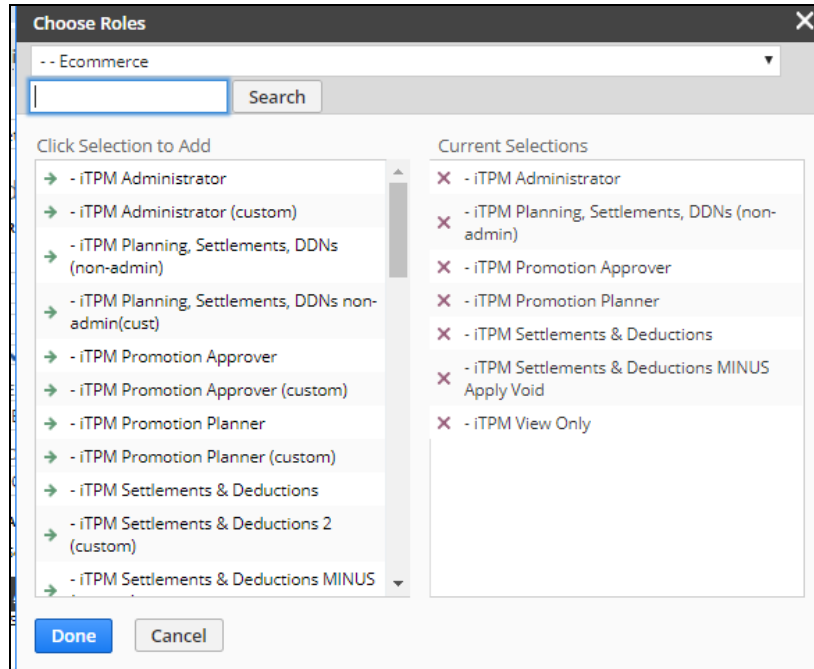 Choose Roles
- - Ecommerce
Search
Click Selection to Add
- iTPM Administrator
- iTPM Administrator (custom)
- iTPM Planning, Settlements, DDNs
(non-admin)
- iTPM Planning, Settlements, DDNs non-
admin(cust)
- iTPM Promotion Approver
- iTPM Promotion Approver (custom)
- iTPM Promotion Planner
- iTPM Promotion Planner (custom)
- iTPM Settlements & Deductions
- iTPM Settlements & Deductions 2
(custom)
- iTPM Settlements & Deductions MINUS
Current Selections
- iTPM Administrator
- iTPM Planning, Settlements, DDNs (non-
admin)
- iTPM Promotion Approver
- iTPM Promotion Planner
- iTPM Settlements & Deductions
- iTPM Settlements & Deductions MINUS
Apply Void
- iTPM View Only
Done
Cancel